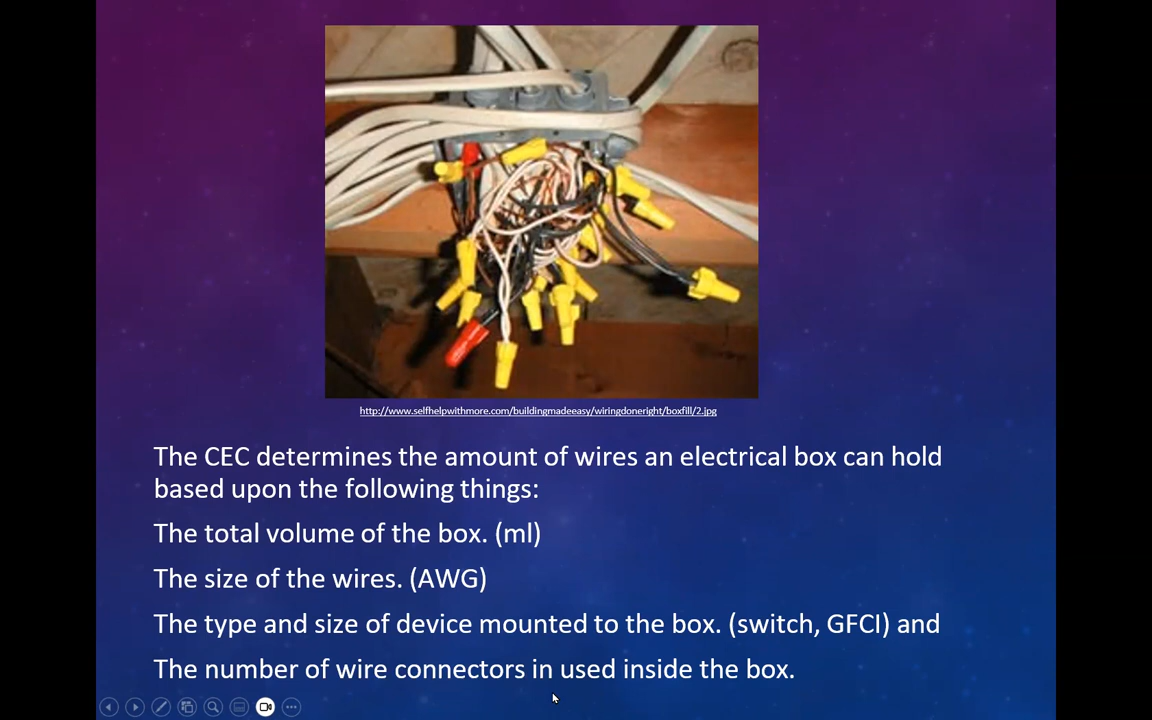 http://www.selfhelpwithmore.com/buildingmadeeasy/wiringdoneright/boxfill/2.jpg
The CEC determines the amount of wires an electrical box can hold
based upon the following things:
The total volume of the box. (ml)
The size of the wires. (AWG)
The type and size of device mounted to the box. (switch, GFCI) and
The number of wire connectors in used inside the box.